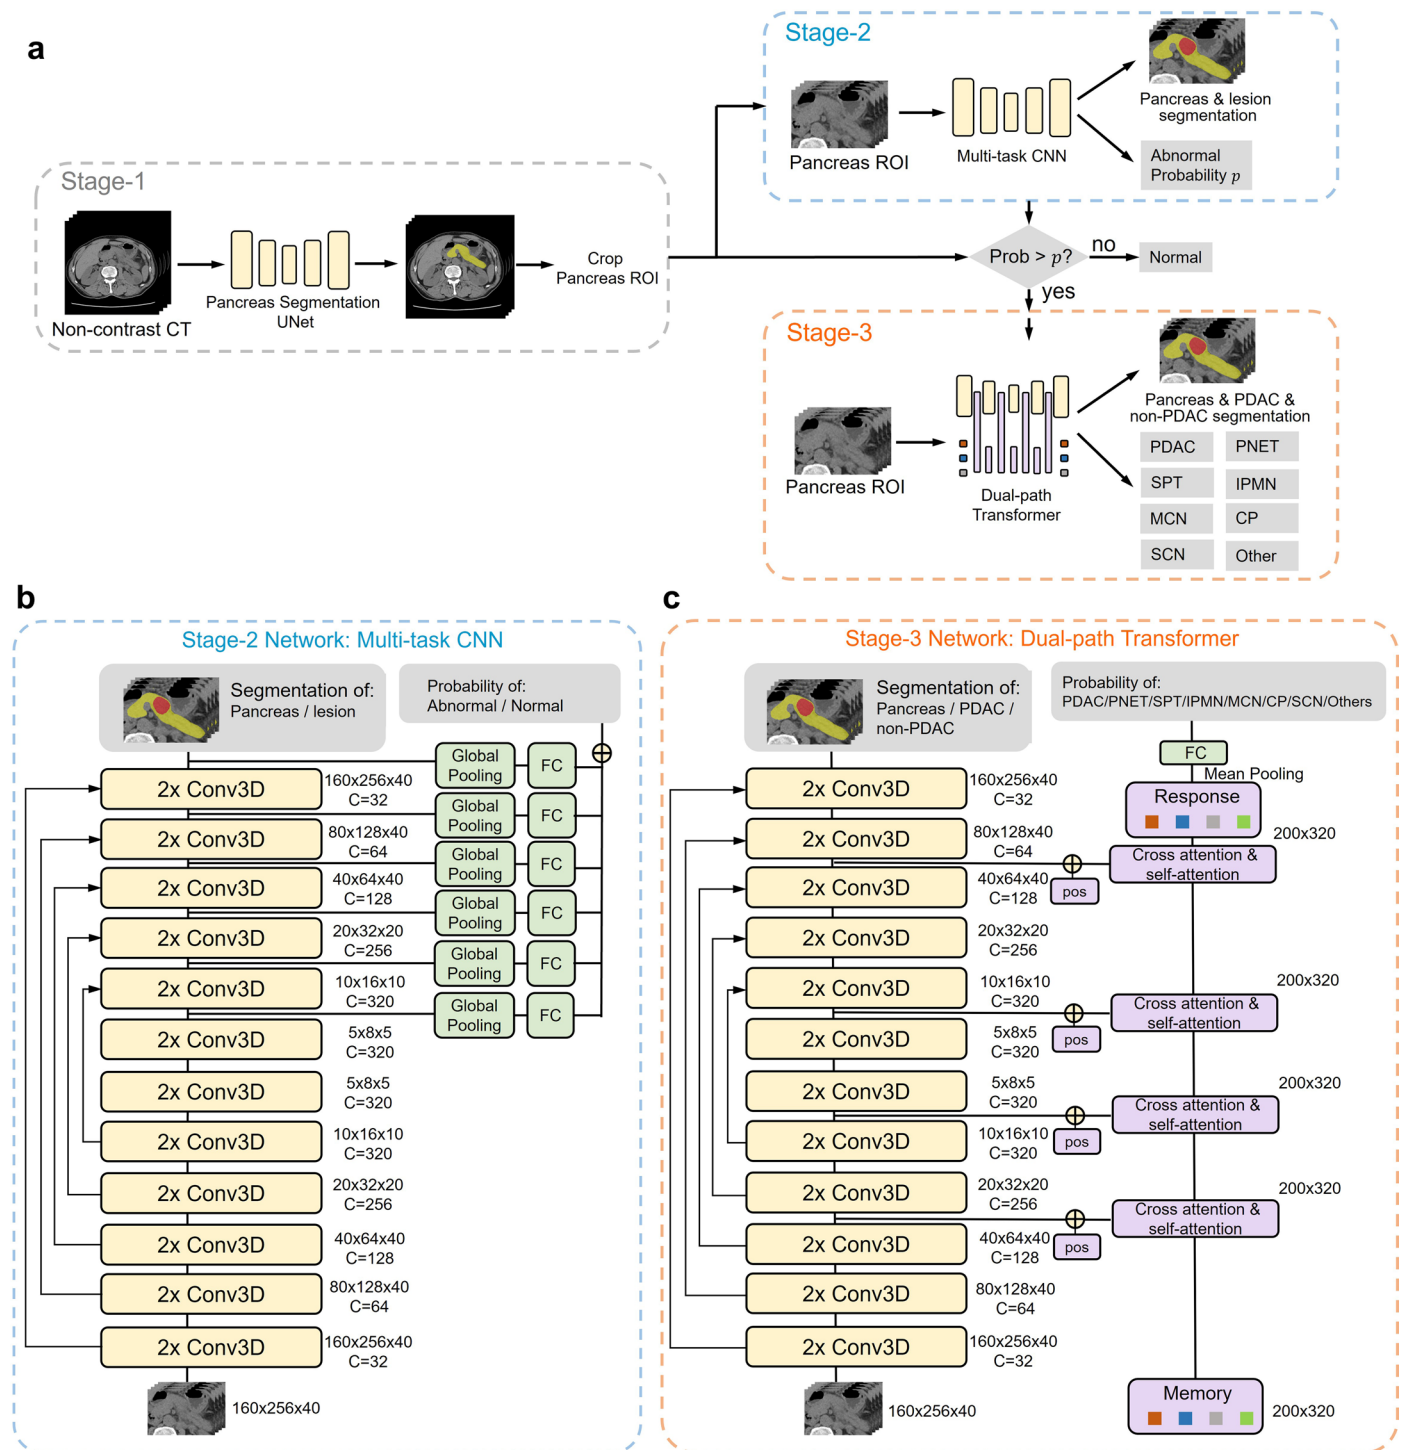 a
Stage-1
Non-contrast CT
Pancreas Segmentation
UNet
Crop
Pancreas ROI
Stage-2
Pancreas ROI
Multi-task CNN
Pancreas & lesion
segmentation
Abnormal
Probability p
Prob > p?
no
Normal
yes
Stage-3
Pancreas ROI
Dual-path
Transformer
Pancreas & PDAC &
non-PDAC segmentation
PDAC
PNET
SPT
IPMN
MCN
CP
SCN
Other
b
Stage-2 Network: Multi-task CNN
Segmentation of:
Pancreas / lesion
Probability of:
Abnormal / Normal
Global
Pooling
FC
2x Conv3D
160x256x40
C=32
Global
Pooling
FC
2x Conv3D
80x128x40
C=64
Global
Pooling
FC
2x Conv3D
40x64x40
C=128
Global
Pooling
FC
2x Conv3D
20x32x20
C=256
Global
Pooling
FC
2x Conv3D
10x16x10
C=320
Global
Pooling
FC
2x Conv3D
5x8x5
C=320
2x Conv3D
5x8x5
C=320
2x Conv3D
10x16x10
C=320
2x Conv3D
20x32x20
C=256
2x Conv3D
40x64x40
C=128
2x Conv3D
80x128x40
C=64
2x Conv3D
160x256x40
C=32
160x256x40
c
Stage-3 Network: Dual-path Transformer
Segmentation of:
Pancreas / PDAC /
non-PDAC
Probability of:
PDAC/PNET/SPT/IPMN/MCN/CP/SCN/Others
FC
Mean Pooling
Response
200x320
2x Conv3D
160x256x40
C=32
2x Conv3D
80x128x40
C=64
Cross attention &
self-attention
pos
2x Conv3D
40x64x40
C=128
2x Conv3D
20x32x20
C=256
2x Conv3D
10x16x10
C=320
200x320
Cross attention &
self-attention
pos
2x Conv3D
5x8x5
C=320
2x Conv3D
5x8x5
C=320
200x320
Cross attention &
self-attention
pos
2x Conv3D
10x16x10
C=320
2x Conv3D
20x32x20
C=256
200x320
Cross attention &
self-attention
pos
2x Conv3D
40x64x40
C=128
2x Conv3D
80x128x40
C=64
2x Conv3D
160x256x40
C=32
160x256x40
Memory
200x320